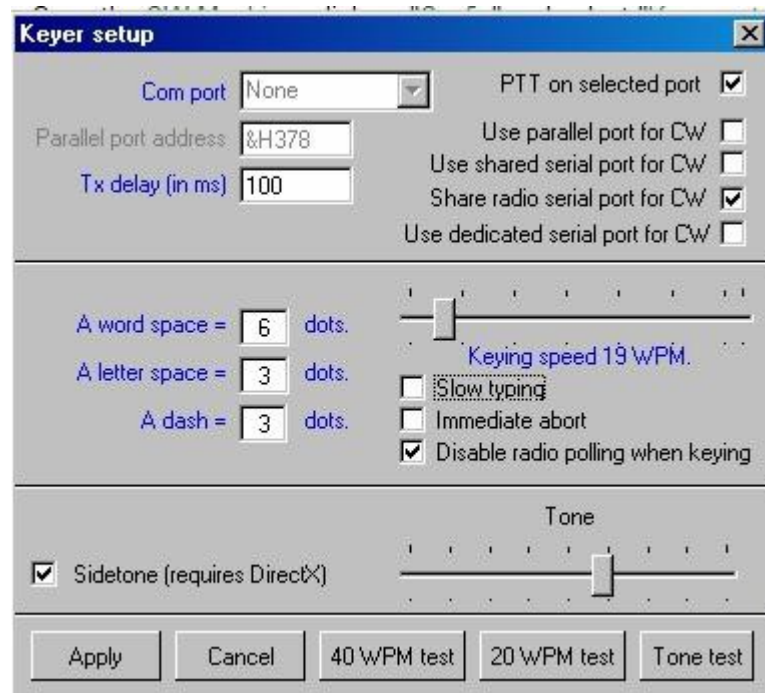 Keyer setup
Com port None
PTT on selected port
Parallel port address &H378
Use parallel port for CW
Use shared serial port for CW
Tx delay (in ms) 100
Share radio serial port for CW
Use dedicated serial port for CW
A word space = 6 dots.
Keying speed 19 WPM.
A letter space = 3 dots.
Slow typing
A dash = 3 dots.
Immediate abort
Disable radio polling when keying
Tone
Sidetone (requires DirectX)
Apply Cancel 40 WPM test 20 WPM test Tone test